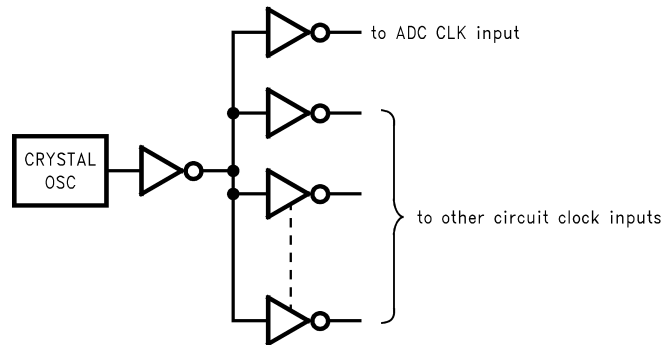 to ADC CLK input
CRYSTAL
OSC
to other circuit clock inputs